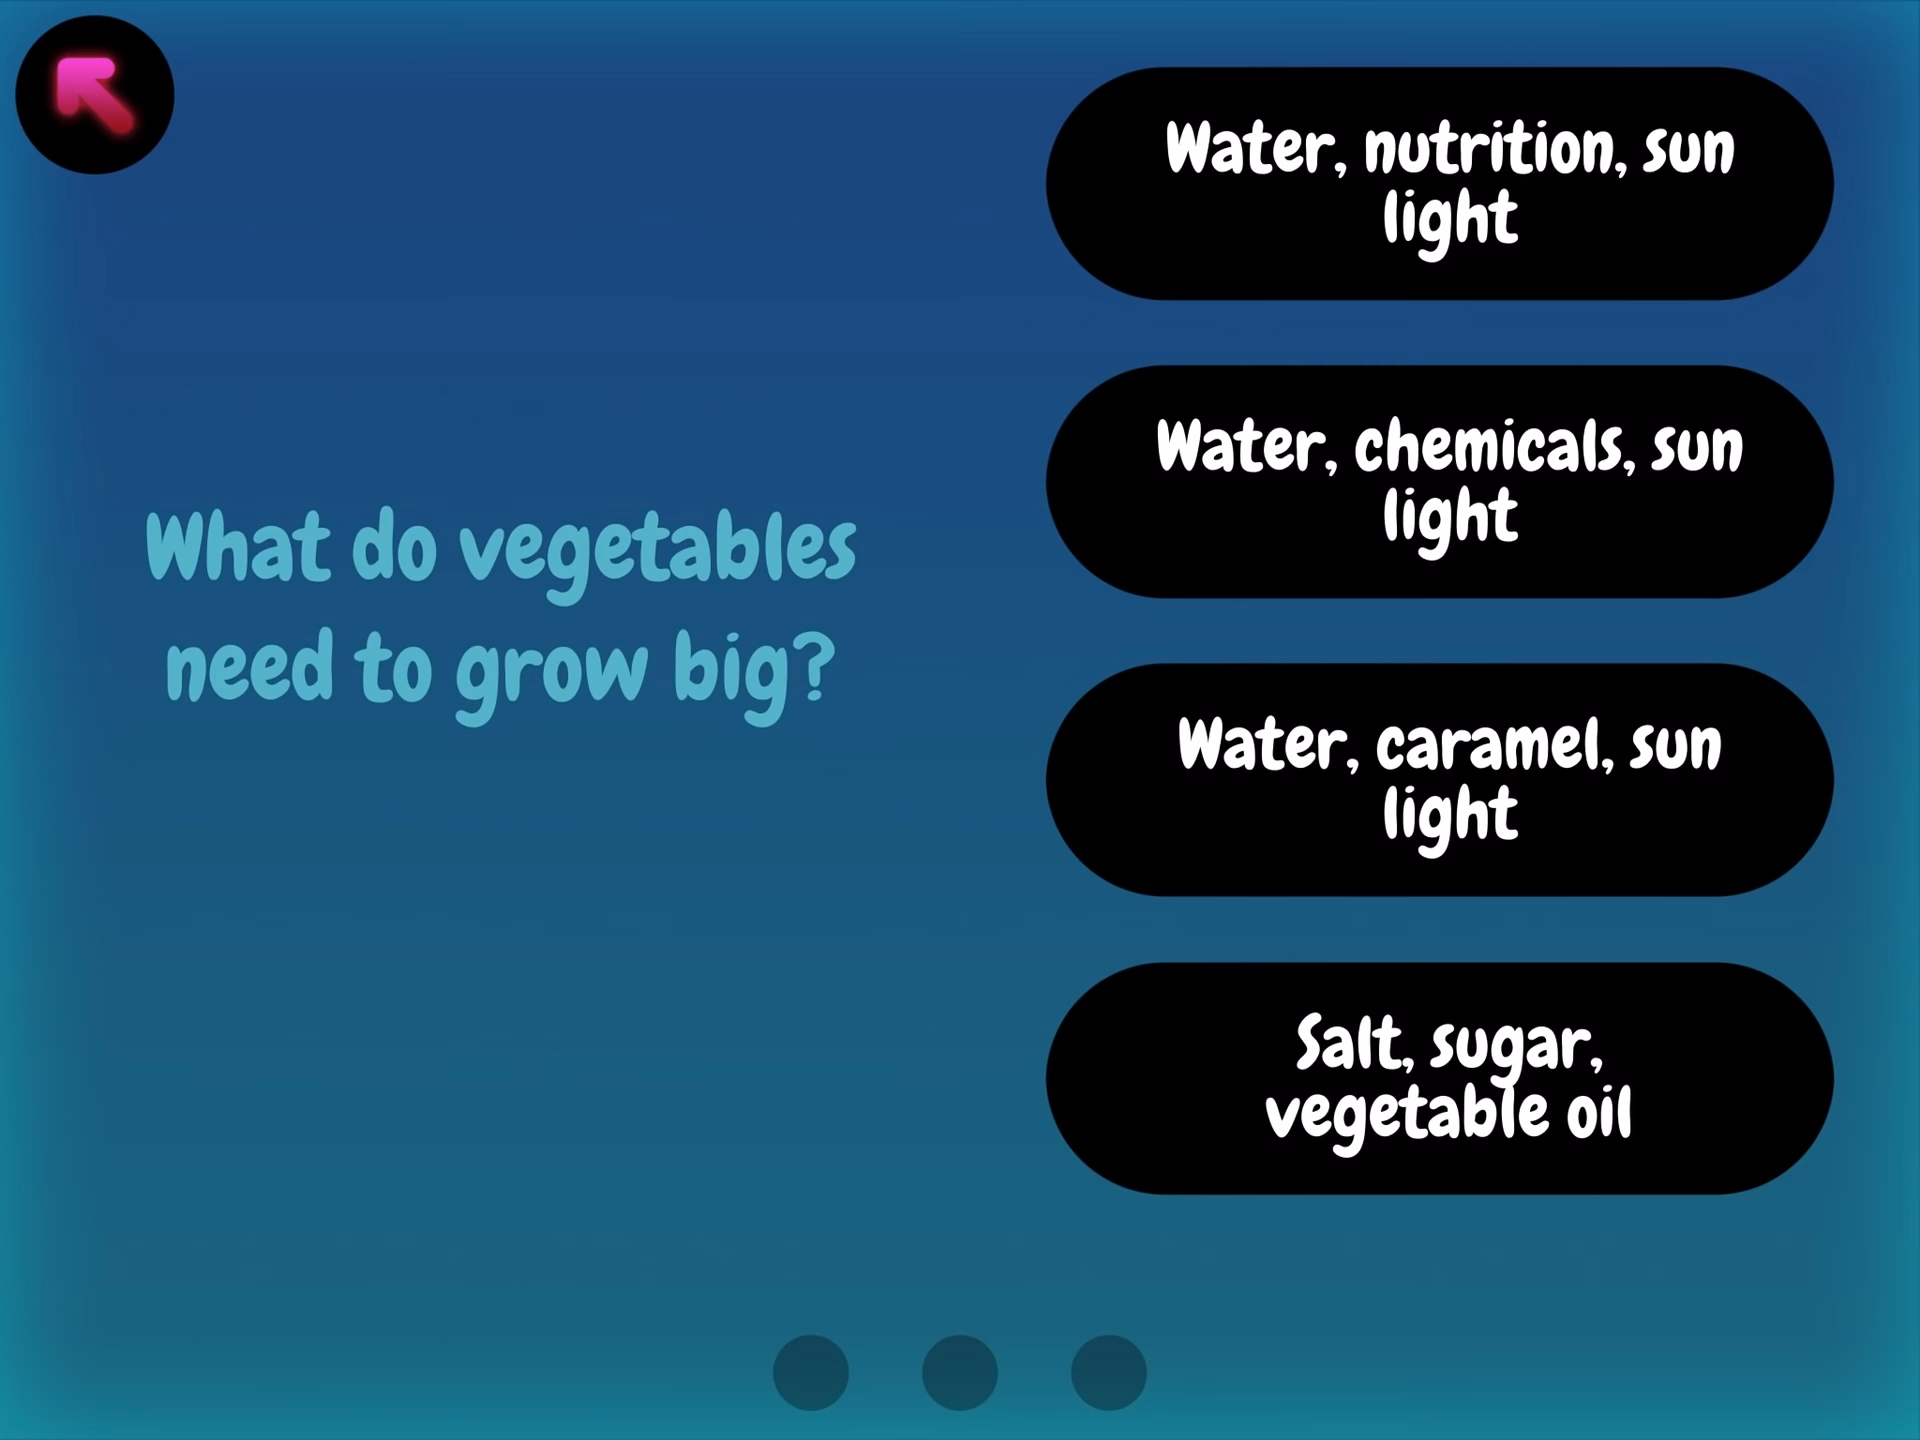 What do vegetables
need to grow big?
Water, nutrition, sun
light
Water, chemicals, sun
light
Water, caramel, sun
light
Salt, sugar,
vegetable oil